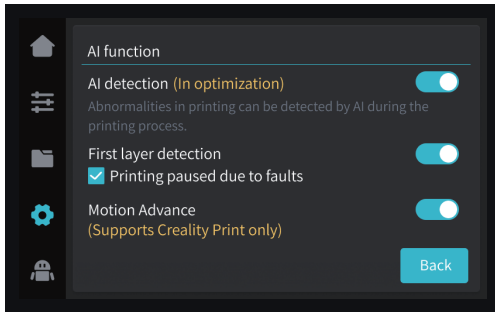 AI function
AI detection (In optimization)
Abnormalities in printing can be detected by AI during the
printing process.
First layer detection
Printing paused due to faults
Motion Advance
(Supports Creality Print only)
Back